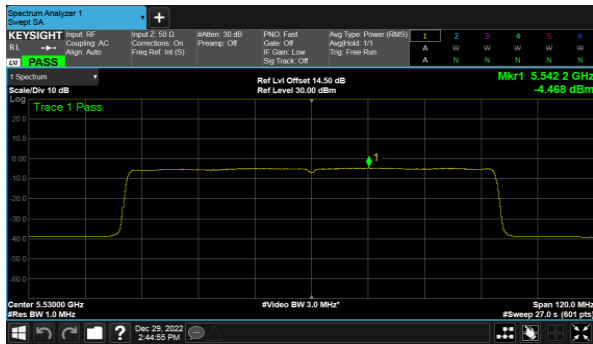 Spectrum Analyzer 1
Swept SA
+
KEYSIGHT Input: RF Input Z: 50 Ω #Atten: 30 dB PNO: Fast Avg Type: Power (RMS) 1 2 3 4 5 6
RL Coupling: AC Corrections: On Preamp: Off Gate: Off Avg|Hold: 1/1 A W W W W W
Align: Auto Freq Ref: Int (S) IF Gain: Low Trig: Free Run
LW PASS Sig Track: Off A N N N N N
1 Spectrum Ref Lvl Offset 14.50 dB Mkr1 5.542 2 GHz
Scale/Div 10 dB Ref Level 30.00 dBm -4.468 dBm
Log
Trace 1 Pass
20.0
10.0
0.00
1
-10.0
-20.0
-30.0
-40.0
-50.0
-60.0
Center 5.53000 GHz #Video BW 3.0 MHz* Span 120.0 MHz
#Res BW 1.0 MHz #Sweep 27.0 s (601 pts)
? Dec 29, 2022
2:44:55 PM